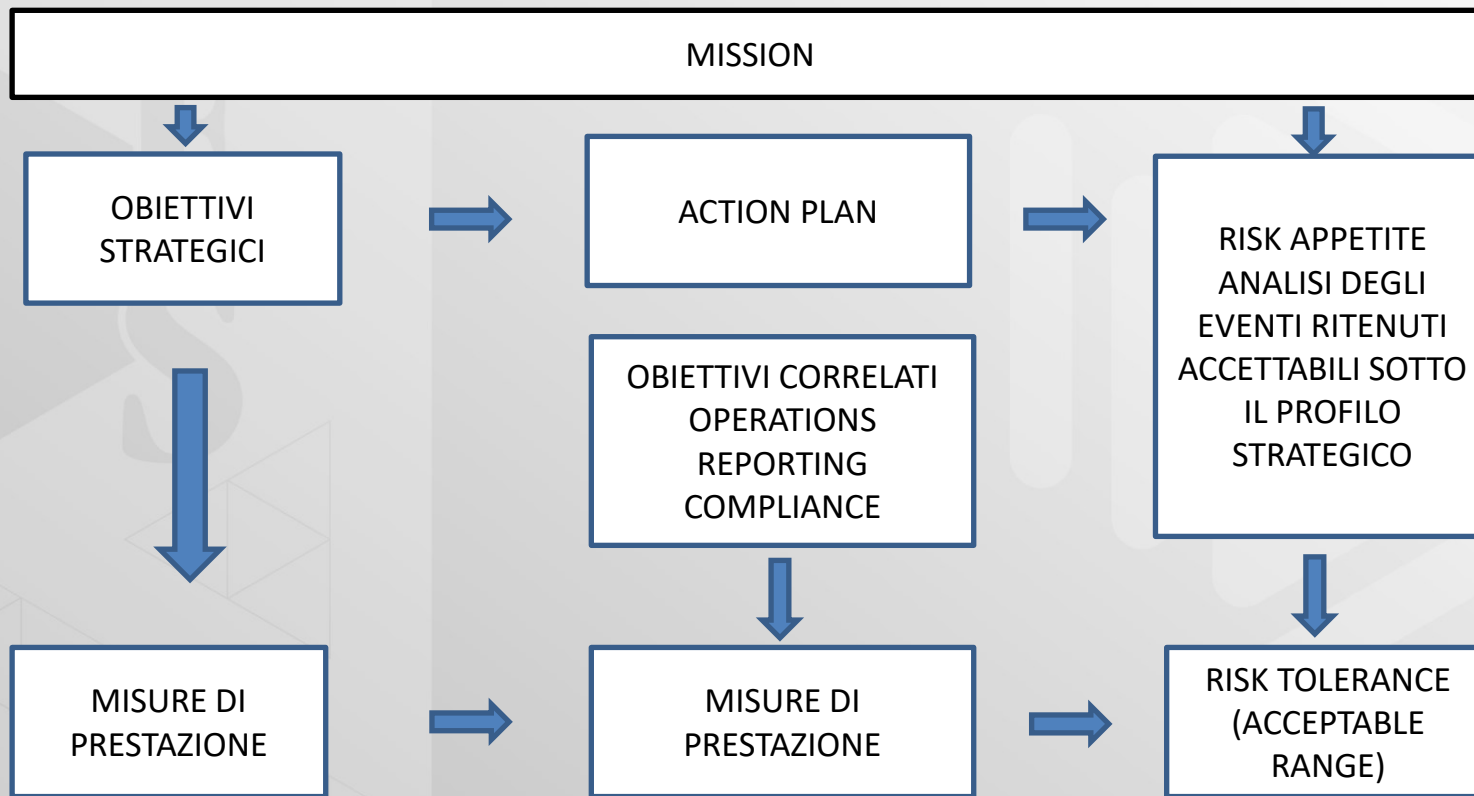 MISSION
OBIETTIVI
STRATEGICI
ACTION PLAN
RISK APPETITE
ANALISI DEGLI
EVENTI RITENUTI
ACCETTABILI SOTTO
IL PROFILO
STRATEGICO
OBIETTIVI CORRELATI
OPERATIONS
REPORTING
COMPLIANCE
MISURE DI
PRESTAZIONE
MISURE DI
PRESTAZIONE
RISK TOLERANCE
(ACCEPTABLE
RANGE)